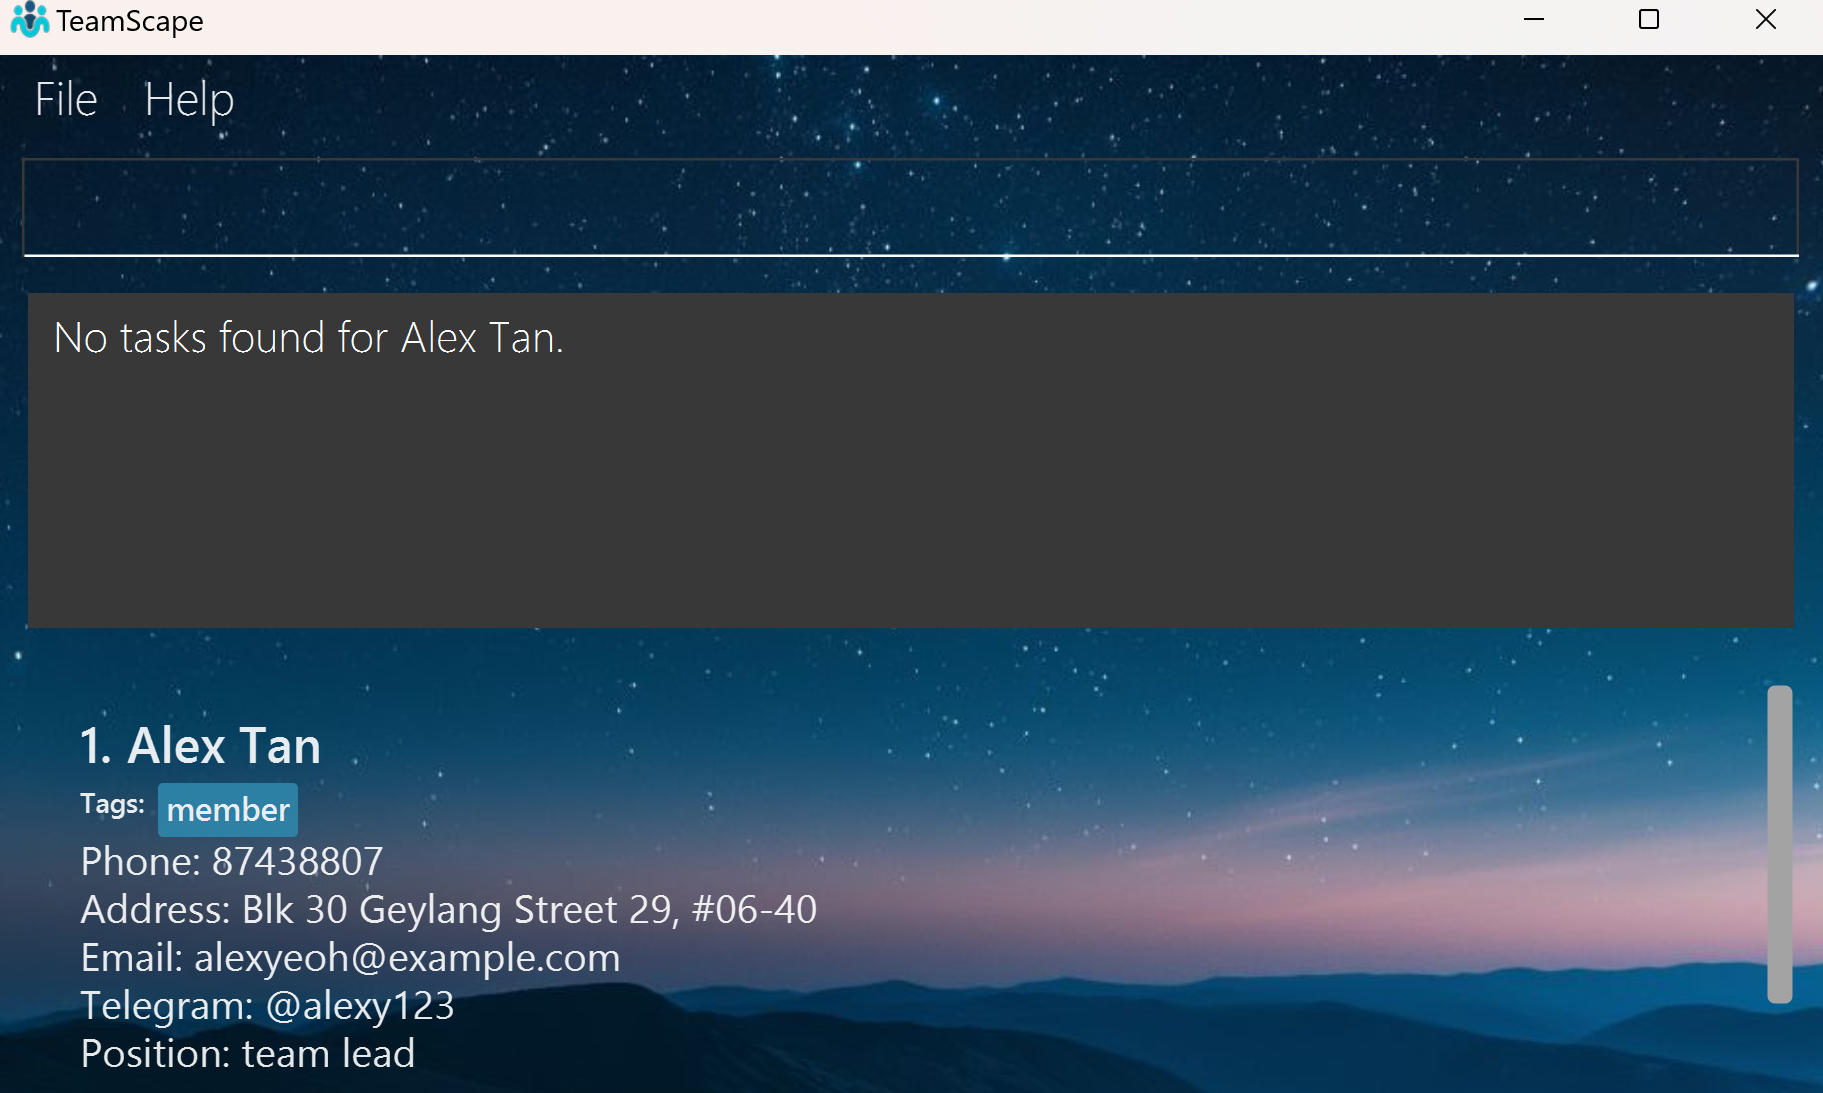 TeamScape
File Help
No tasks found for Alex Tan.
1. Alex Tan
Tags: member
Phone: 87438807
Address: Blk 30 Geylang Street 29, #06-40
Email: alexyeoh@example.com
Telegram: @alexy123
Position: team lead